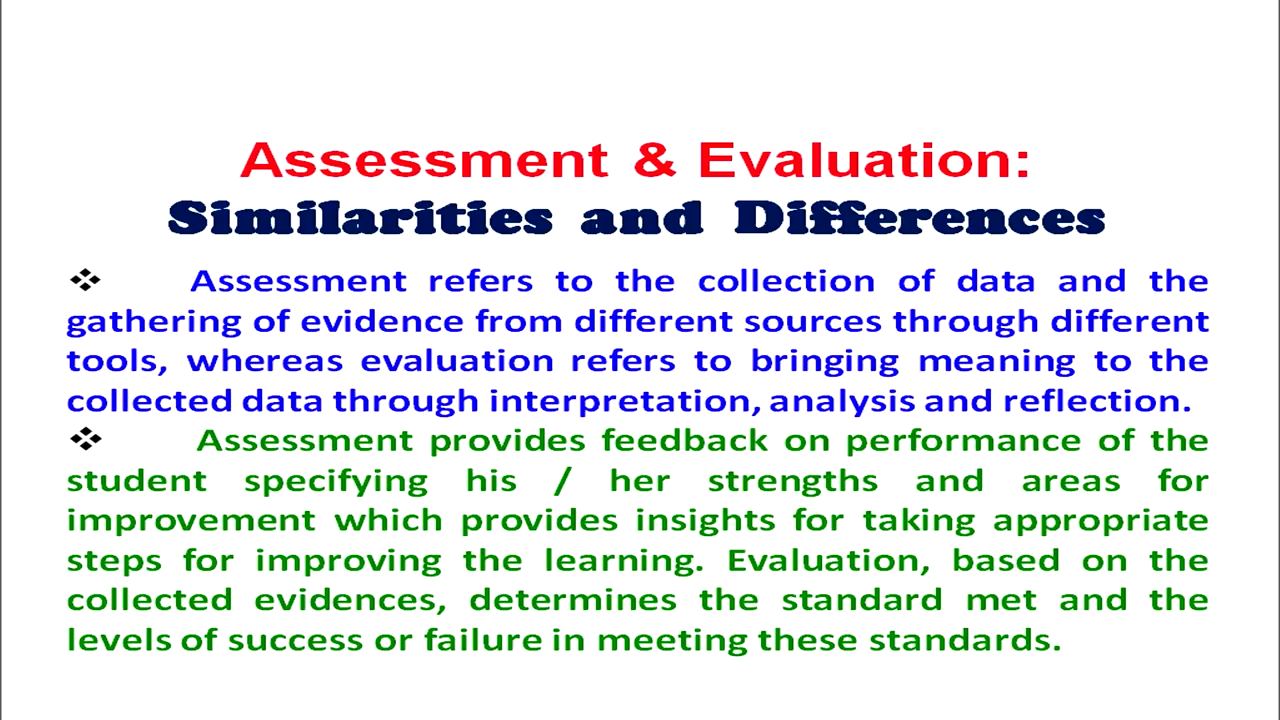 Assessment & Evaluation:
Similarities and Differences
❖ Assessment refers to the collection of data and the
gathering of evidence from different sources through different
tools, whereas evaluation refers to bringing meaning to the
collected data through interpretation, analysis and reflection.
❖ Assessment provides feedback on performance of the
student specifying his / her strengths and areas for
improvement which provides insights for taking appropriate
steps for improving the learning. Evaluation, based on the
collected evidences, determines the standard met and the
levels of success or failure in meeting these standards.